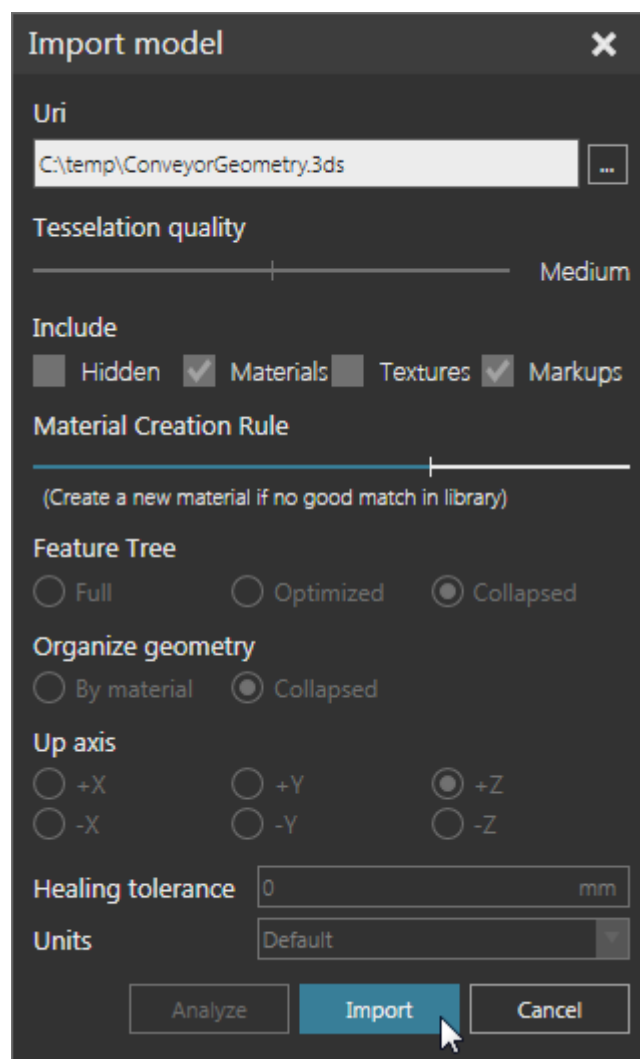 Import model
Uri
C:\temp\ConveyorGeometry.3ds ...
Tesselation quality
Medium
Include
Hidden Materials Textures Markups
Material Creation Rule
(Create a new material if no good match in library)
Feature Tree
Full Optimized Collapsed
Organize geometry
By material Collapsed
Up axis
+X +Y +Z
-X -Y -Z
Healing tolerance 0 mm
Units Default
Analyze Import Cancel